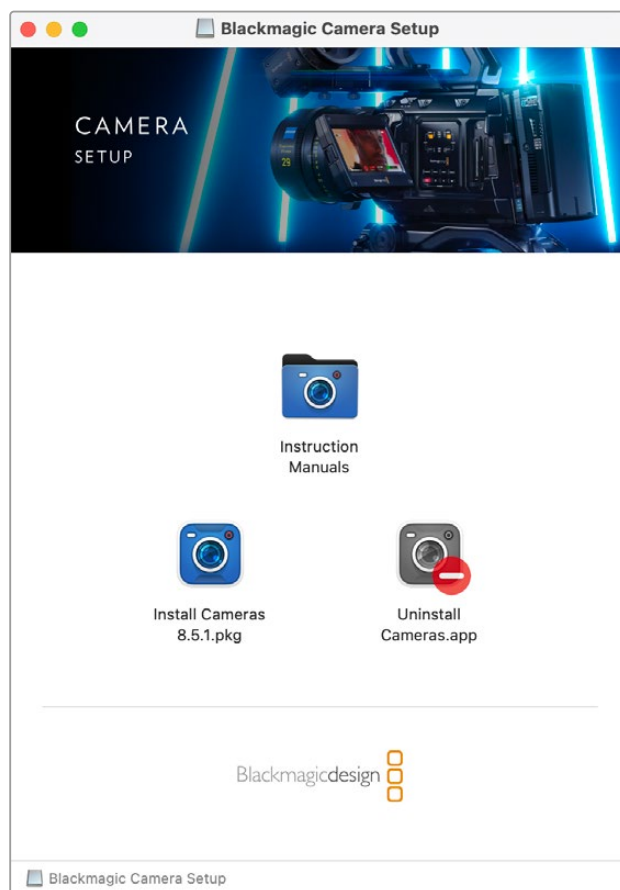 Blackmagic Camera Setup
CAMERA
SETUP
Instruction
Manuals
Install Cameras
8.5.1.pkg
Uninstall
Cameras.app
Blackmagicdesign
Blackmagic Camera Setup